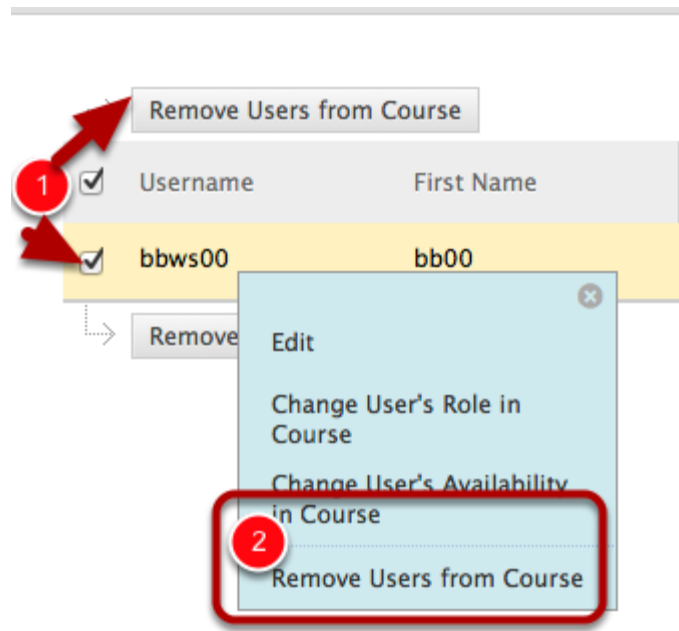 Remove Users from Course
1
Username First Name
bbws00 bb00
Remove
Edit
Change User's Role in
Course
Change User's Availability
in Course
2
Remove Users from Course